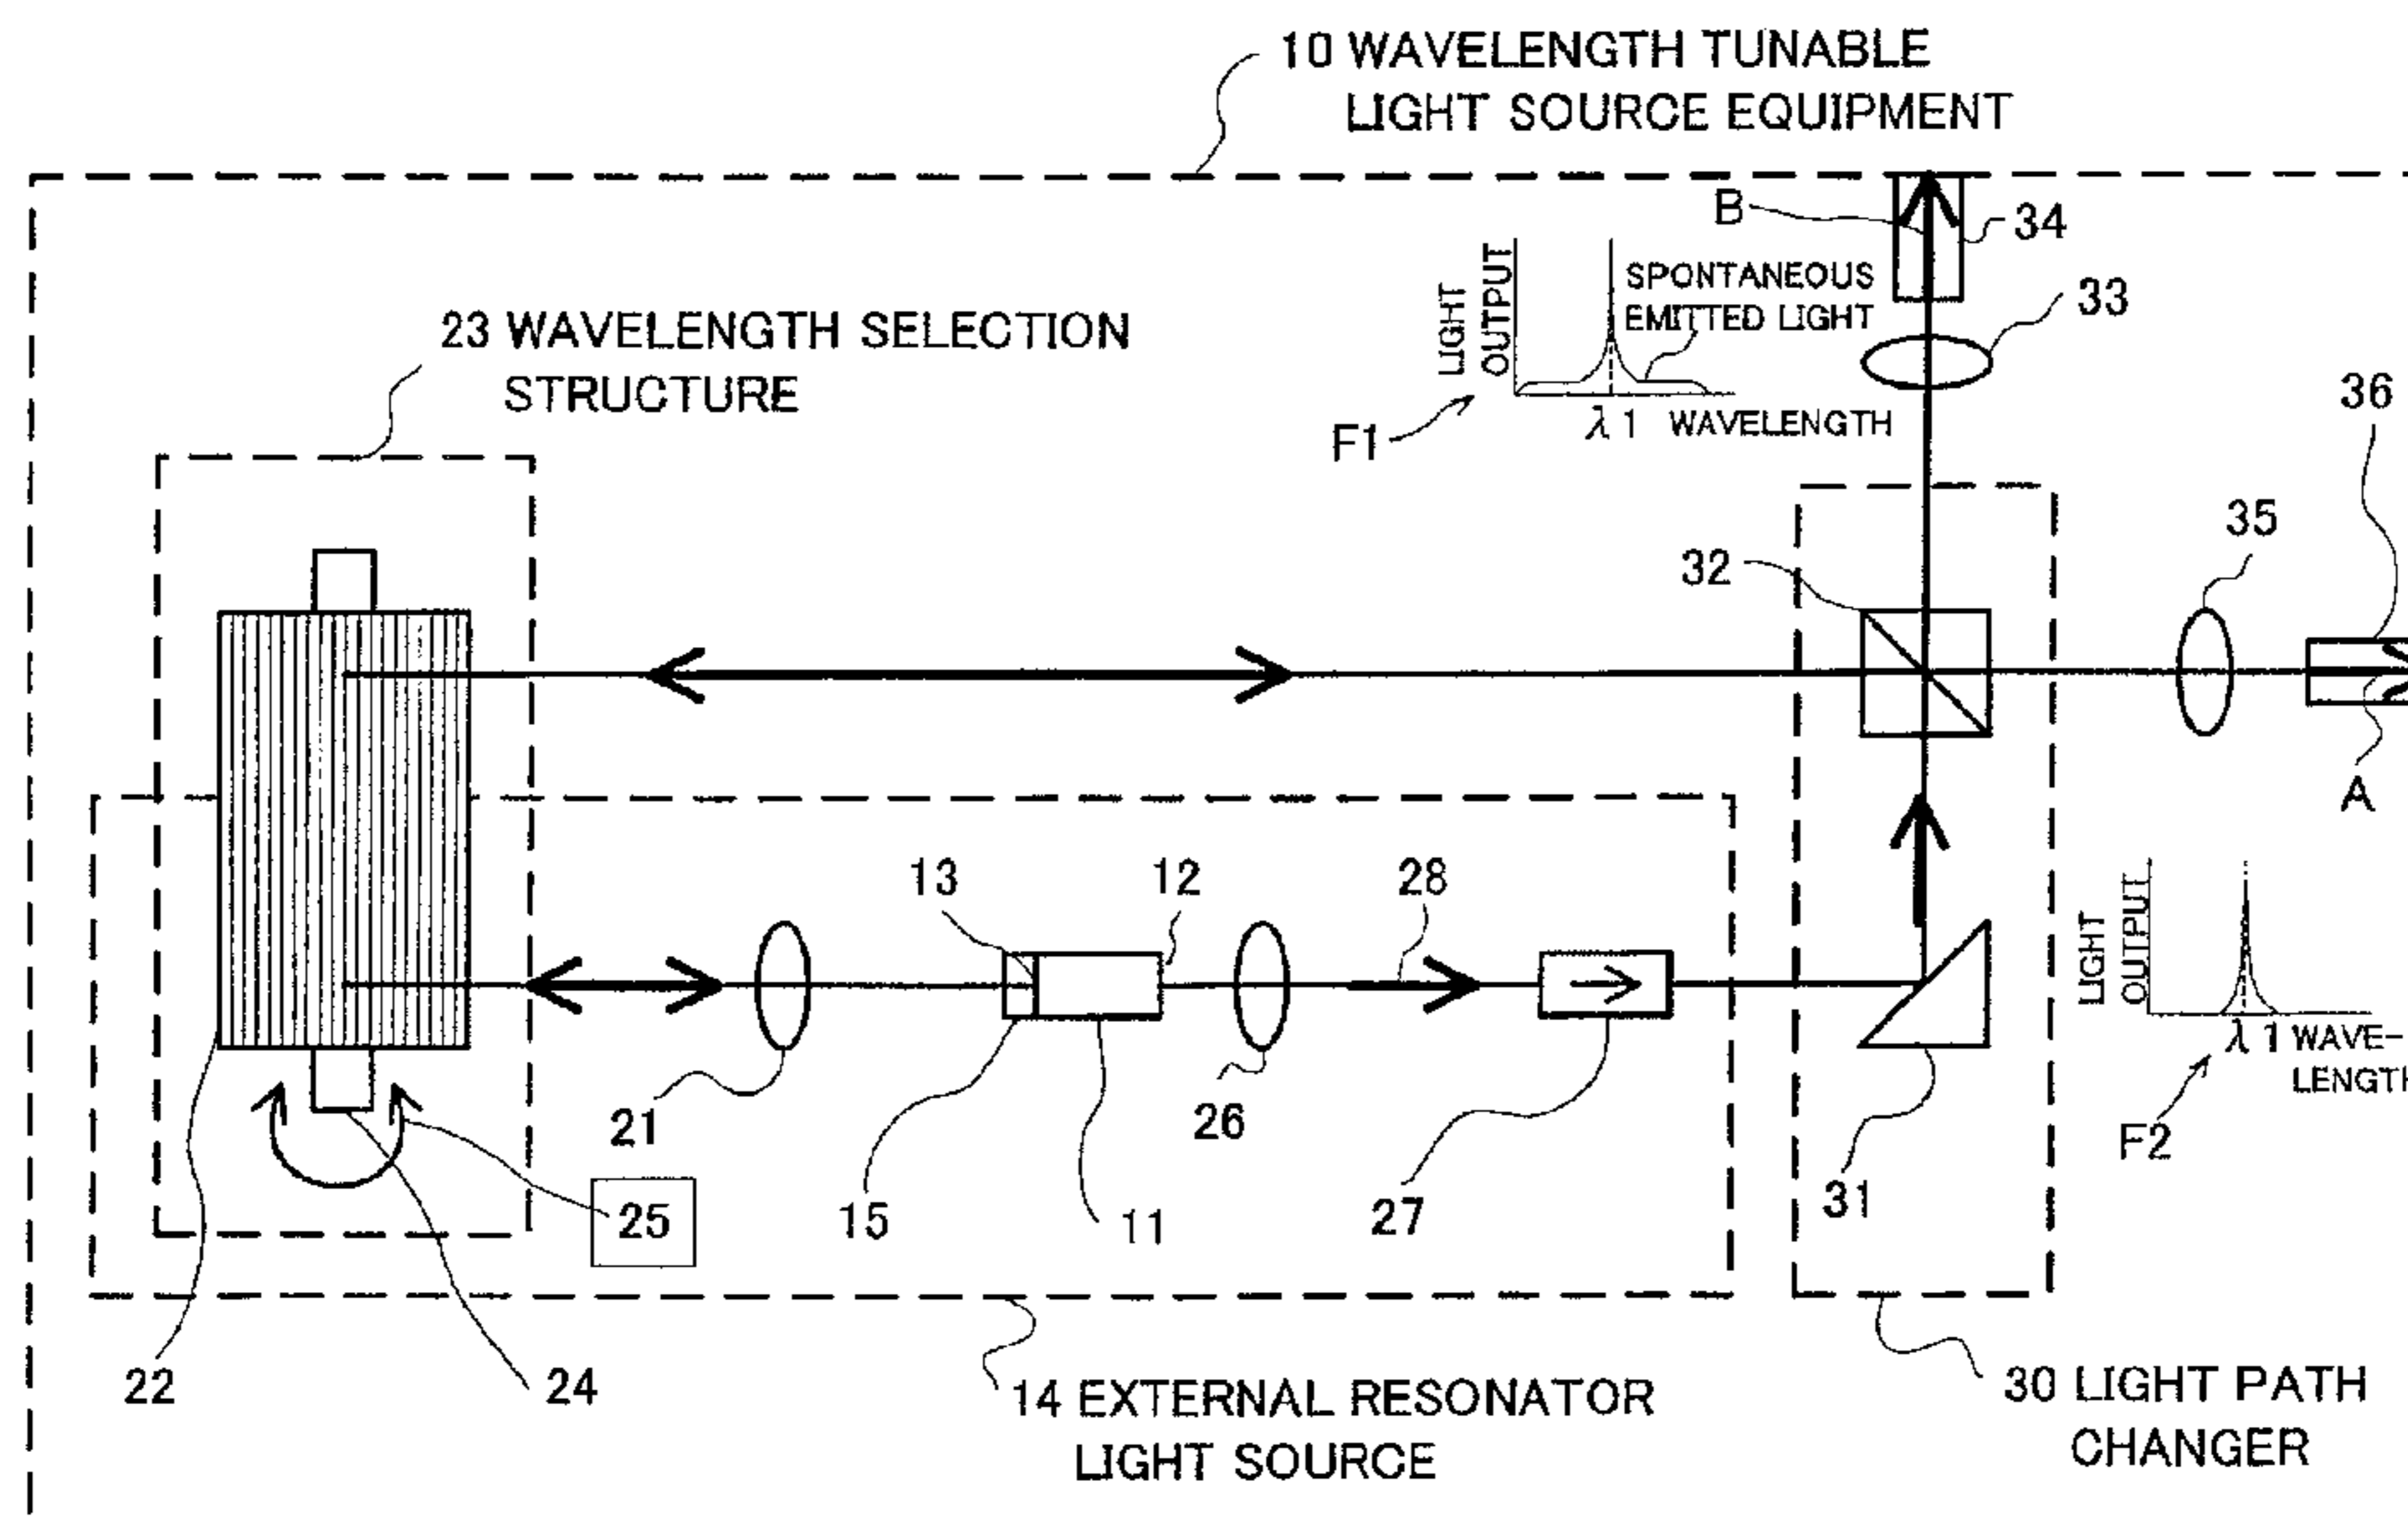 10 WAVELENGTH TUNABLE
LIGHT SOURCE EQUIPMENT
B
34
SPONTANEOUS
EMITTED LIGHT
LIGHT
OUTPUT
33
23 WAVELENGTH SELECTION
STRUCTURE
λ1 WAVELENGTH
F1
36
35
32
A
13
12
28
LIGHT
OUTPUT
λ1 WAVE-
LENGTH
F2
21
26
15
11
27
31
25
22
24
14 EXTERNAL RESONATOR
LIGHT SOURCE
30 LIGHT PATH
CHANGER